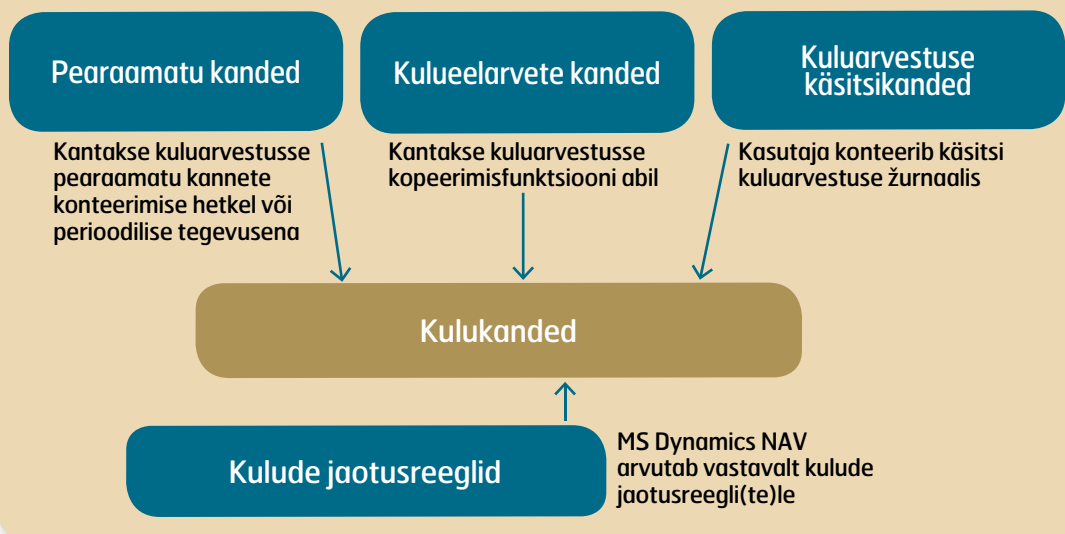 Pearaamatu kanded
Kulueelarvete kanded
Kuluarvestuse
käsitsikanded
Kantakse kuluarvestusse
pearaamatu kannete
konteerimise hetkel või
perioodilise tegevusena
Kantakse kuluarvestusse
kopeerimisfunktsiooni abil
Kasutaja konteerib käsitsi
kuluarvestuse žurnaalis
Kulukanded
Kulude jaotusreeglid
MS Dynamics NAV
arvutab vastavalt kulude
jaotusreegli(te)le